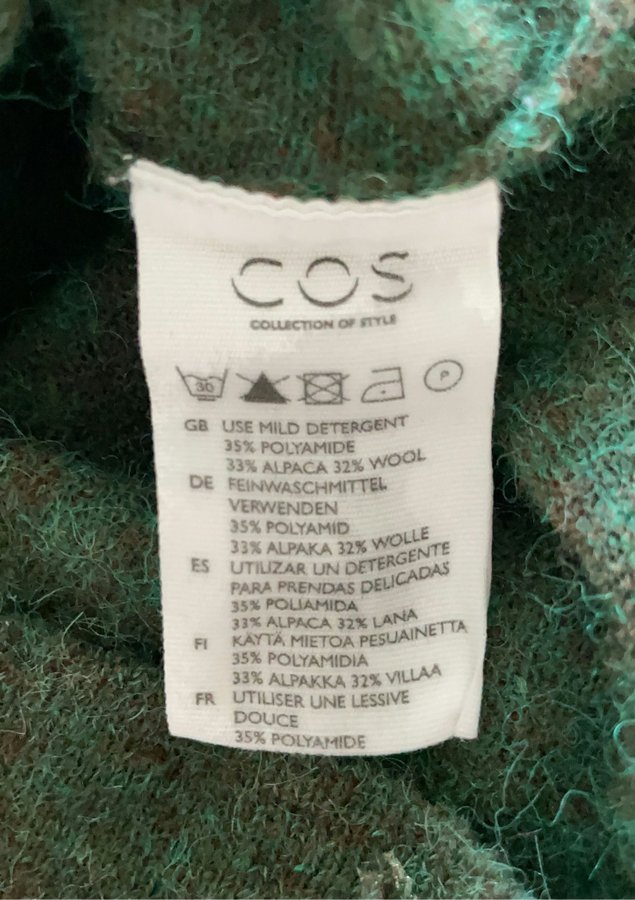 COS
COLLECTION OF STYLE
30 P
GB USE MILD DETERGENT
35% POLYAMIDE
33% ALPACA 32% WOOL
DE FEINWASCHMITTEL
VERWENDEN
35% POLYAMID
33% ALPAKA 32% WOLLE
ES UTILIZAR UN DETERGENTE
PARA PRENDAS DELICADAS
35% POLIAMIDA
33% ALPACA 32% LANA
FI KÄYTÄ MIETOA PESUAINETTA
35% POLYAMIDIA
33% ALPAKKA 32% VILLAA
FR UTILISER UNE LESSIVE
DOUCE
35% POLYAMIDE